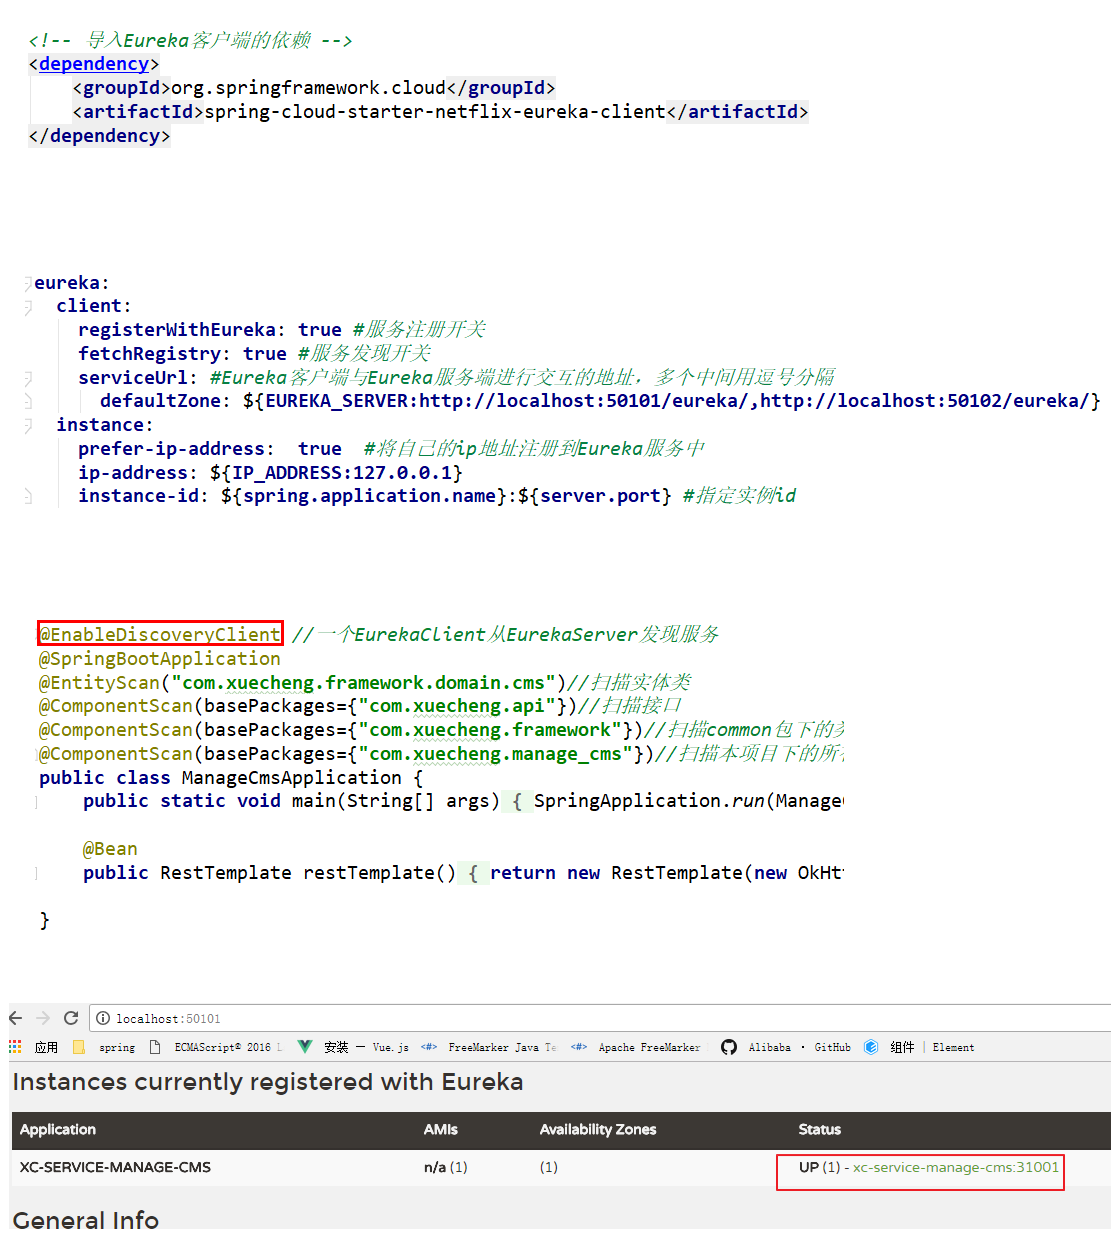 <!-- 导入Eureka客户端的依赖 -->
<dependency>
<groupId>org.springframework.cloud</groupId>
<artifactId>spring-cloud-starter-netflix-eureka-client</artifactId>
</dependency>
eureka:
client:
registerWithEureka: true #服务注册开关
fetchRegistry: true #服务发现开关
serviceUrl: #Eureka客户端与Eureka服务端进行交互的地址，多个中间用逗号分隔
defaultZone: ${EUREKA_SERVER:http://localhost:50101/eureka/,http://localhost:50102/eureka/}
instance:
prefer-ip-address:  true  #将自己的ip地址注册到Eureka服务中
ip-address: ${IP_ADDRESS:127.0.0.1}
instance-id: ${spring.application.name}:${server.port} #指定实例id
@EnableDiscoveryClient //一个EurekaClient从EurekaServer发现服务
@SpringBootApplication
@EntityScan("com.xuecheng.framework.domain.cms")//扫描实体类
@ComponentScan(basePackages={"com.xuecheng.api"})//扫描接口
@ComponentScan(basePackages={"com.xuecheng.framework"})//扫描common包下的
@ComponentScan(basePackages={"com.xuecheng.manage_cms"})//扫描本项目下的所
public class ManageCmsApplication {
public static void main(String[] args) { SpringApplication.run(Manage
@Bean
public RestTemplate restTemplate() { return new RestTemplate(new OkHt
}
localhost:50101
应用 spring ECMAScript® 2016 安装 — Vue.js FreeMarker Java Te Apache FreeMarker Alibaba · GitHub 组件 | Element
Instances currently registered with Eureka
Application AMIs Availability Zones Status
XC-SERVICE-MANAGE-CMS n/a (1) (1) UP (1) - xc-service-manage-cms:31001
General Info